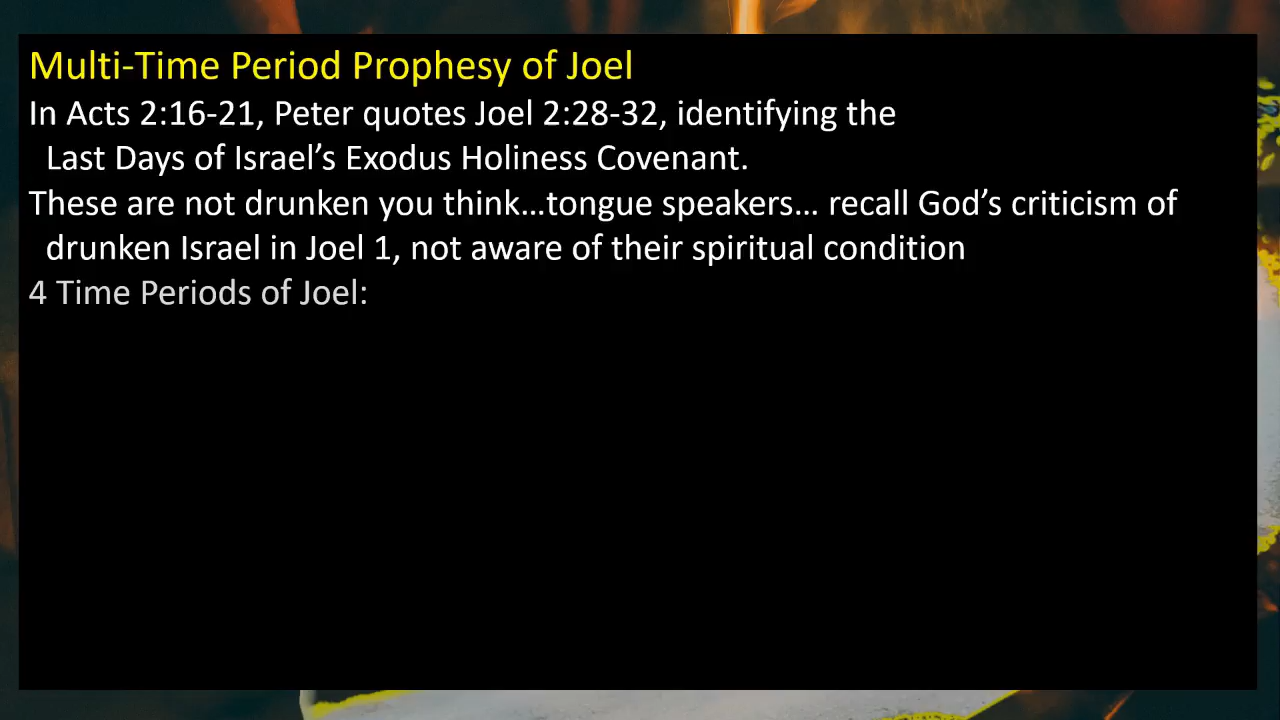 Multi-Time Period Prophesy of Joel
In Acts 2:16-21, Peter quotes Joel 2:28-32, identifying the
Last Days of Israel’s Exodus Holiness Covenant.
These are not drunken you think…tongue speakers… recall God’s criticism of
drunken Israel in Joel 1, not aware of their spiritual condition
4 Time Periods of Joel: